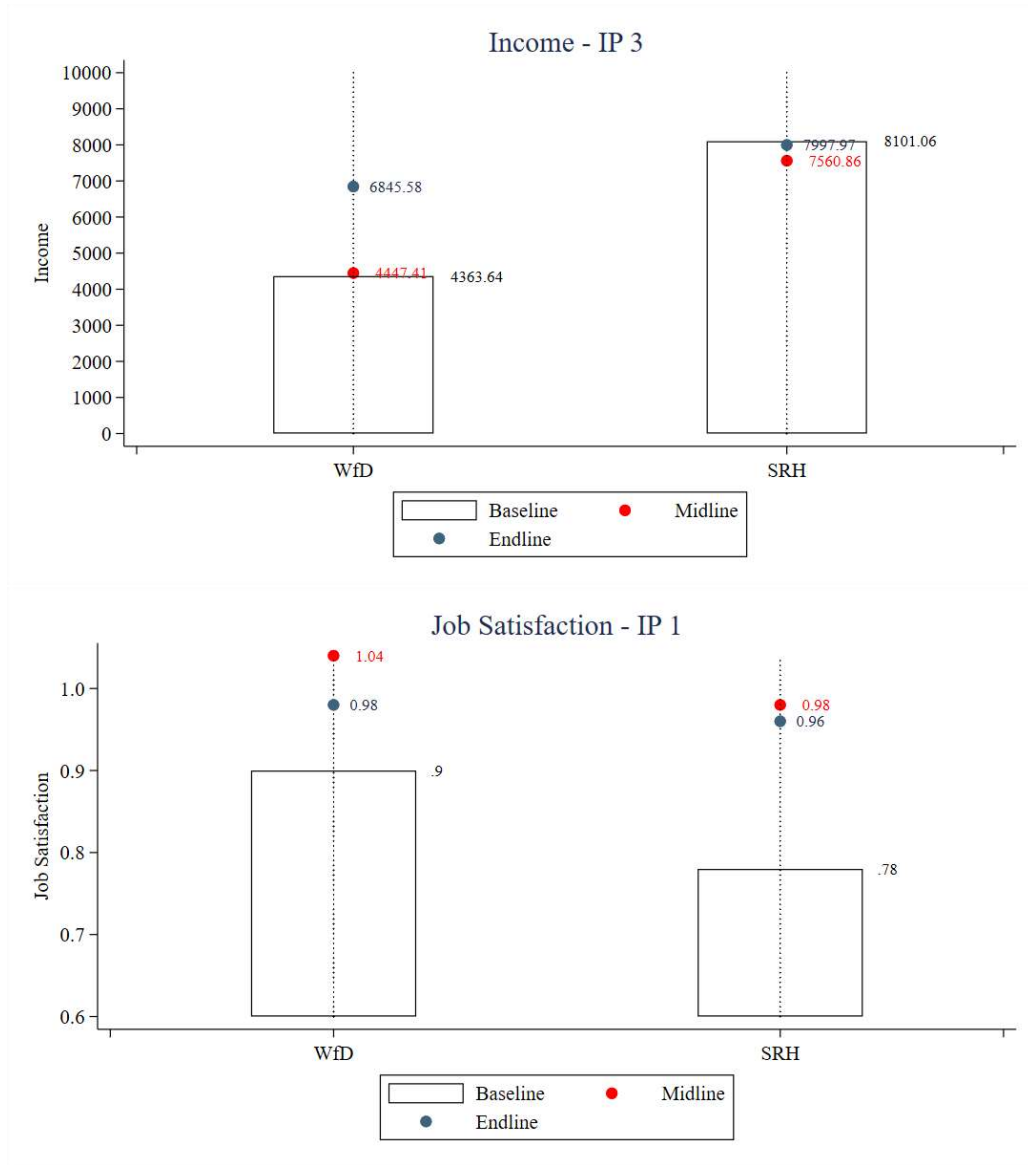 Income - IP 3
10000
9000
8000
7000
6000
5000
4000
3000
2000
1000
0
Income
8101.06
7997.97
7560.86
6845.58
4447.41
4363.64
WfD
SRH
Baseline
Midline
Endline
Job Satisfaction - IP 1
1.0
0.9
0.8
0.7
0.6
Job Satisfaction
1.04
0.98
.9
0.98
0.96
.78
WfD
SRH
Baseline
Midline
Endline